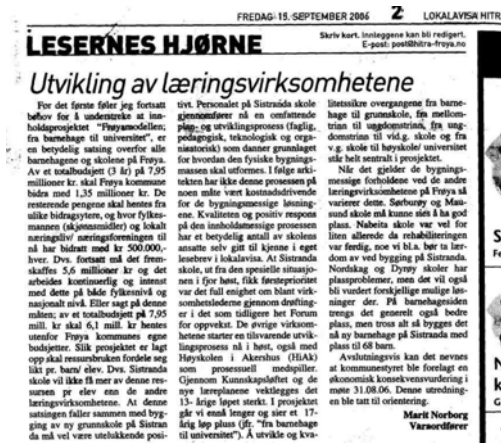 FREDAG 15. SEPTEMBER 2006 2 LOKALAVISA HITR
LESERNES HJØRNE
Skriv kort. Innleggene kan bli redigert.
E-post: post@hitra-froya.no
Utvikling av læringsvirksomhetene
For det første føler jeg fortsatt
behov for å understreke at inn-
holdsprosjektet "Frøyamodellen;
fra barnehage til universitet", er
en betydelig satsing overfor alle
barnehagene og skolene på Frøya.
Av et totalbudsjett (3 år) på 7,95
millioner kr. skal Frøya kommune
bidra med 1,35 millioner kr. De
resterende pengene skal hentes fra
ulike bidragsytere, og hvor fylkes-
mannen (skjønnsmidler) og lokalt
næringsliv/ næringsforeningen til
nå har bidratt med kr 500.000,-
hver. Dvs. fortsatt må det frem-
skaffes 5,6 millioner kr og det
arbeides kontinuerlig og intenst
med dette på både fylkesnivå og
nasjonalt nivå. Eller sagt på denne
måten; av et totalbudsjett på 7,95
mill. kr skal 6,1 mill. kr hentes
utenfor Frøya kommunes egne
budsjetter. Slik prosjektet er lagt
opp skal ressursbruken fordele seg
likt pr. barn/ elev. Dvs. Sistranda
skole vil ikke få mer av denne res-
sursen pr elev enn de andre
læringsvirksomhetene. At denne
satsingen faller sammen med byg-
ging av ny grunnskole på Sistran
da må vel være utelukkende posi-
tivt. Personalet på Sistranda skole
gjennomfører nå en omfattende
plan- og utviklingsprosess (faglig,
pedagogisk, teknologisk og orga-
nisatorisk) som danner grunnlaget
for hvordan den fysiske bygnings-
massen skal utformes. I følge arki-
tekten har ikke denne prosessen på
noen måte vært kostnadsdrivende
for de bygningsmessige løsning-
ene. Kvaliteten og positiv respons
på den innholdsmessige prosessen
har et betydelig antall av skolens
ansatte selv gitt til kjenne i eget
lesebrev i lokalavisa. At Sistranda
skole, ut fra den spesielle situasjo-
nen i fjor høst, fikk førsteprioritet
var det full enighet om blant virk-
somhetslederne gjennom drøfting-
er i det som tidligere het Forum
for oppvekst. De øvrige virksom-
hetene starter en tilsvarende utvik-
lingsprosess nå i høst, også med
Høyskolen i Akershus (HiAk)
som prosessuell medspiller.
Gjennom Kunnskapsløftet og de
nye læreplanene vektlegges det
13- årige løpet sterkt. I prosjektet
går vi enda lenger og sier et 17-
årig løp pluss (jfr. "fra barnehage
til universitet"). Å utvikle og kva-
litetssikre overgangene fra barne-
hage til grunnskole, fra mellom-
trinn til ungdomstrinn, fra ung-
domstrinn til vid.g. skole og fra
v.g. skole til høyskole/ universitet
står helt sentralt i prosjektet.
Når det gjelder de bygnings-
messige forholdene ved de andre
læringsvirksomhetene på Frøya så
varierer dette. Sørburøy og Mau-
sund skole må kunne sies å ha god
plass. Nabeita skole var vel for
liten allerede da rehabiliteringen
var ferdig, noe vi bl.a. bør ta lær-
dom av ved bygging på Sistranda.
Nordskag og Dyrøy skoler har
plassproblemer, men det vil også
bli vurdert forskjellige mulige løs-
ninger der. På barnehagesiden
trengs det generelt også bedre
plass, men tross alt så bygges det
nå ny barnehage på Sistranda med
plass til 68 barn.
Avslutningsvis kan det nevnes
at kommunestyret ble forelagt en
økonomisk konsekvensvurdering i
møte 31.08.06. Denne utredning-
en ble tatt til orientering.
Marit Norborg
Varaordfører